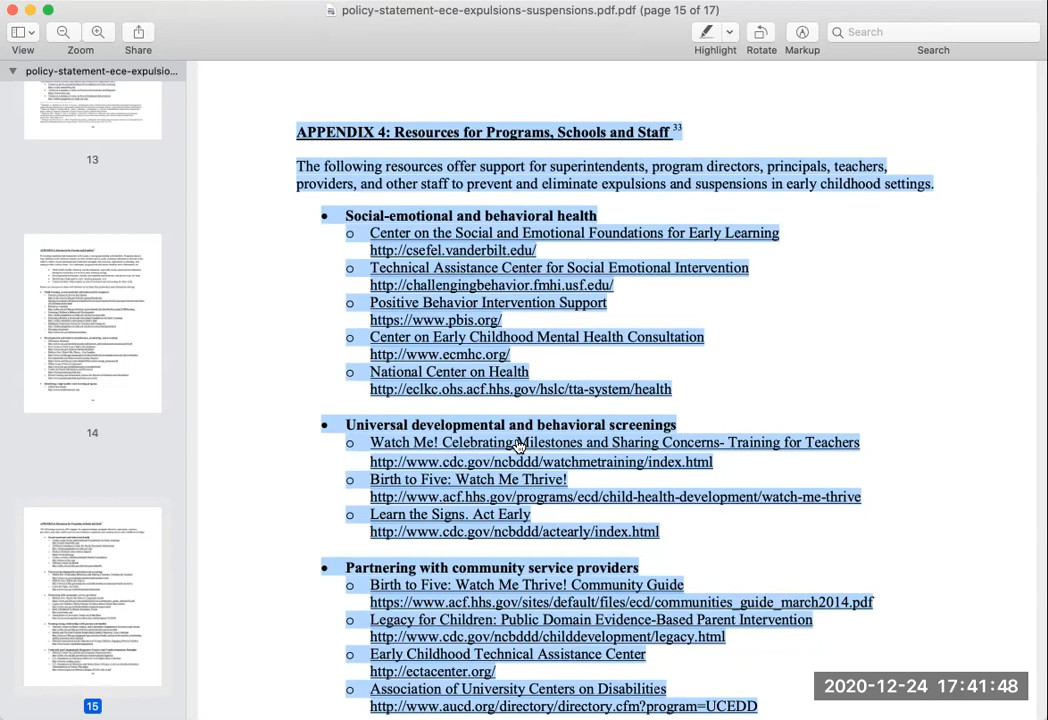 policy-statement-ece-expulsions-suspensions.pdf.pdf (page 15 of 17)
View
Zoom
Share
Highlight
Rotate
Markup
Search
Search
policy-statement-ece-expulsio...
13
14
15
APPENDIX 4: Resources for Programs, Schools and Staff 33
The following resources offer support for superintendents, program directors, principals, teachers,
providers, and other staff to prevent and eliminate expulsions and suspensions in early childhood settings.
• Social-emotional and behavioral health
o Center on the Social and Emotional Foundations for Early Learning
http://csefel.vanderbilt.edu/
o Technical Assistance Center for Social Emotional Intervention
http://challengingbehavior.fmhi.usf.edu/
o Positive Behavior Intervention Support
https://www.pbis.org/
o Center on Early Childhood Mental Health Consultation
http://www.ecmhc.org/
o National Center on Health
http://eclkc.ohs.acf.hhs.gov/hslc/tta-system/health
• Universal developmental and behavioral screenings
o Watch Me! Celebrating Milestones and Sharing Concerns- Training for Teachers
http://www.cdc.gov/ncbddd/watchmetraining/index.html
o Birth to Five: Watch Me Thrive!
http://www.acf.hhs.gov/programs/ecd/child-health-development/watch-me-thrive
o Learn the Signs. Act Early
http://www.cdc.gov/ncbddd/actearly/index.html
• Partnering with community service providers
o Birth to Five: Watch Me Thrive! Community Guide
https://www.acf.hhs.gov/sites/default/files/ecd/communities_guide_march2014.pdf
o Legacy for Children: Public Domain Evidence-Based Parent Intervention
http://www.cdc.gov/ncbddd/childdevelopment/legacy.html
o Early Childhood Technical Assistance Center
http://ectacenter.org/
o Association of University Centers on Disabilities
http://www.aucd.org/directory/directory.cfm?program=UCEDD
2020-12-24 17:41:48